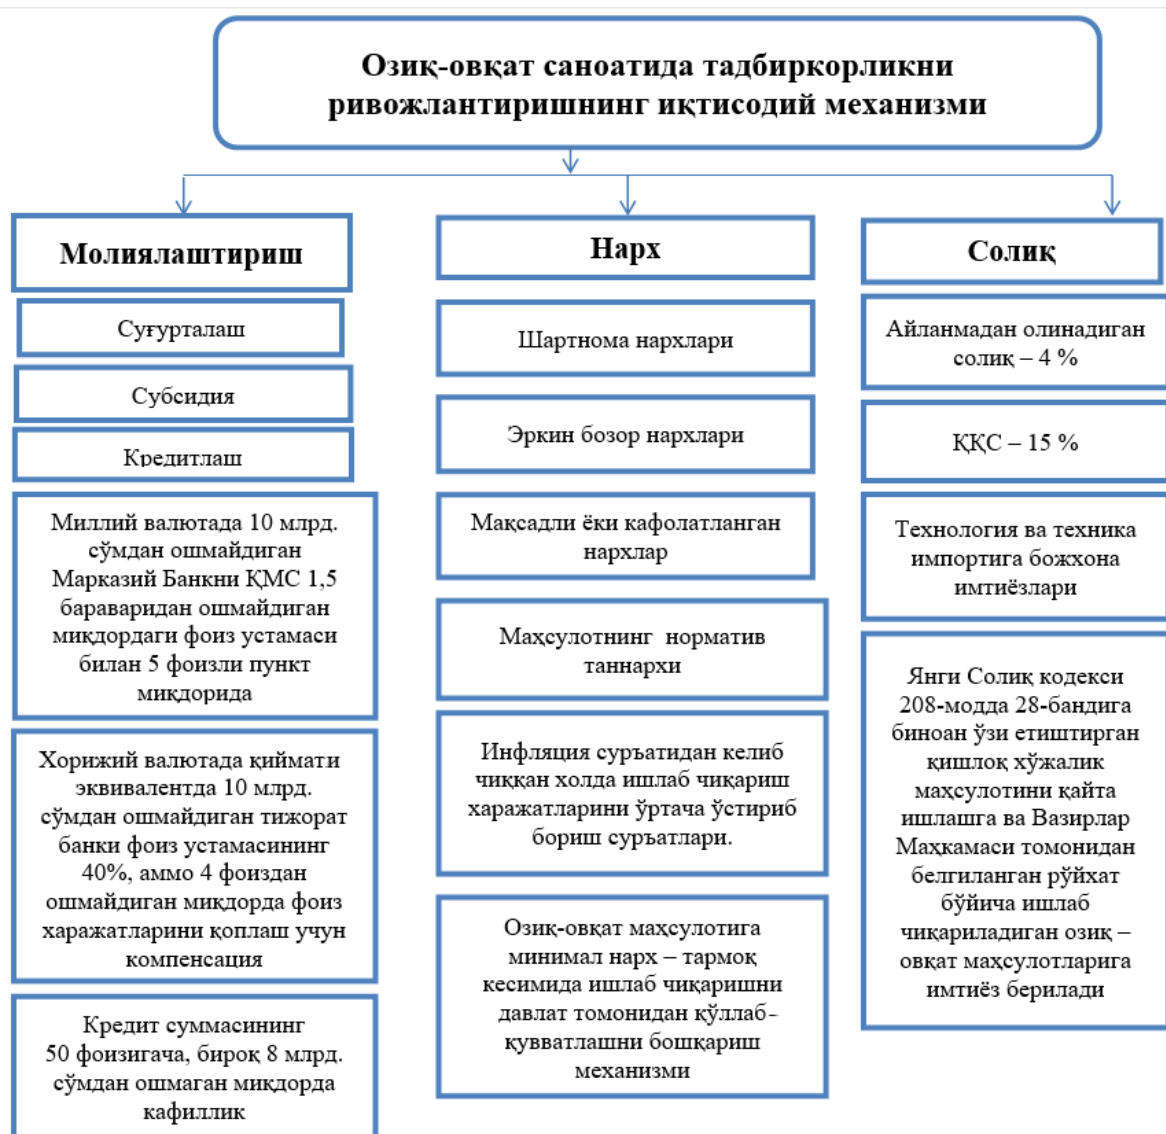 Озиқ-овқат саноатида тадбиркорликни
ривожлантиришнинг иқтисодий механизми
Молиялаштириш
Суғурталаш
Субсидия
Кредитлаш
Миллий валютада 10 млрд.
сўмдан ошмайдиган
Марказий Банкни ҚМС 1,5
бараваридан ошмайдиган
миқдордаги фоиз устамаси
билан 5 фоизли пункт
миқдорида
Хорижий валютада қиймати
эквивалентда 10 млрд.
сўмдан ошмайдиган тижорат
банки фоиз устамасининг
40%, аммо 4 фоиздан
ошмайдиган миқдорда фоиз
харажатларини қоплаш учун
компенсация
Кредит суммасининг
50 фоизигача, бироқ 8 млрд.
сўмдан ошмаган миқдорда
кафиллик
Нарх
Шартнома нархлари
Эркин бозор нархлари
Мақсадли ёки кафолатланган
нархлар
Маҳсулотнинг норматив
таннархи
Инфляция суръатидан келиб
чиққан холда ишлаб чиқариш
харажатларини ўртача ўстириб
бориш суръатлари.
Озиқ-овқат маҳсулотига
минимал нарх – тармоқ
кесимида ишлаб чиқаришни
давлат томонидан қўллаб-
қувватлашни бошқариш
механизми
Солиқ
Айланмадан олинадиган
солиқ – 4 %
ҚҚС – 15 %
Технология ва техника
импортига божхона
имтиёзлари
Янги Солиқ кодекси
208-модда 28-бандига
биноан ўзи етиштирган
қишлоқ хўжалик
маҳсулотини қайта
ишлашга ва Вазирлар
Маҳкамаси томонидан
белгиланган рўйхат
бўйича ишлаб
чиқариладиган озиқ –
овқат маҳсулотларига
имтиёз берилади